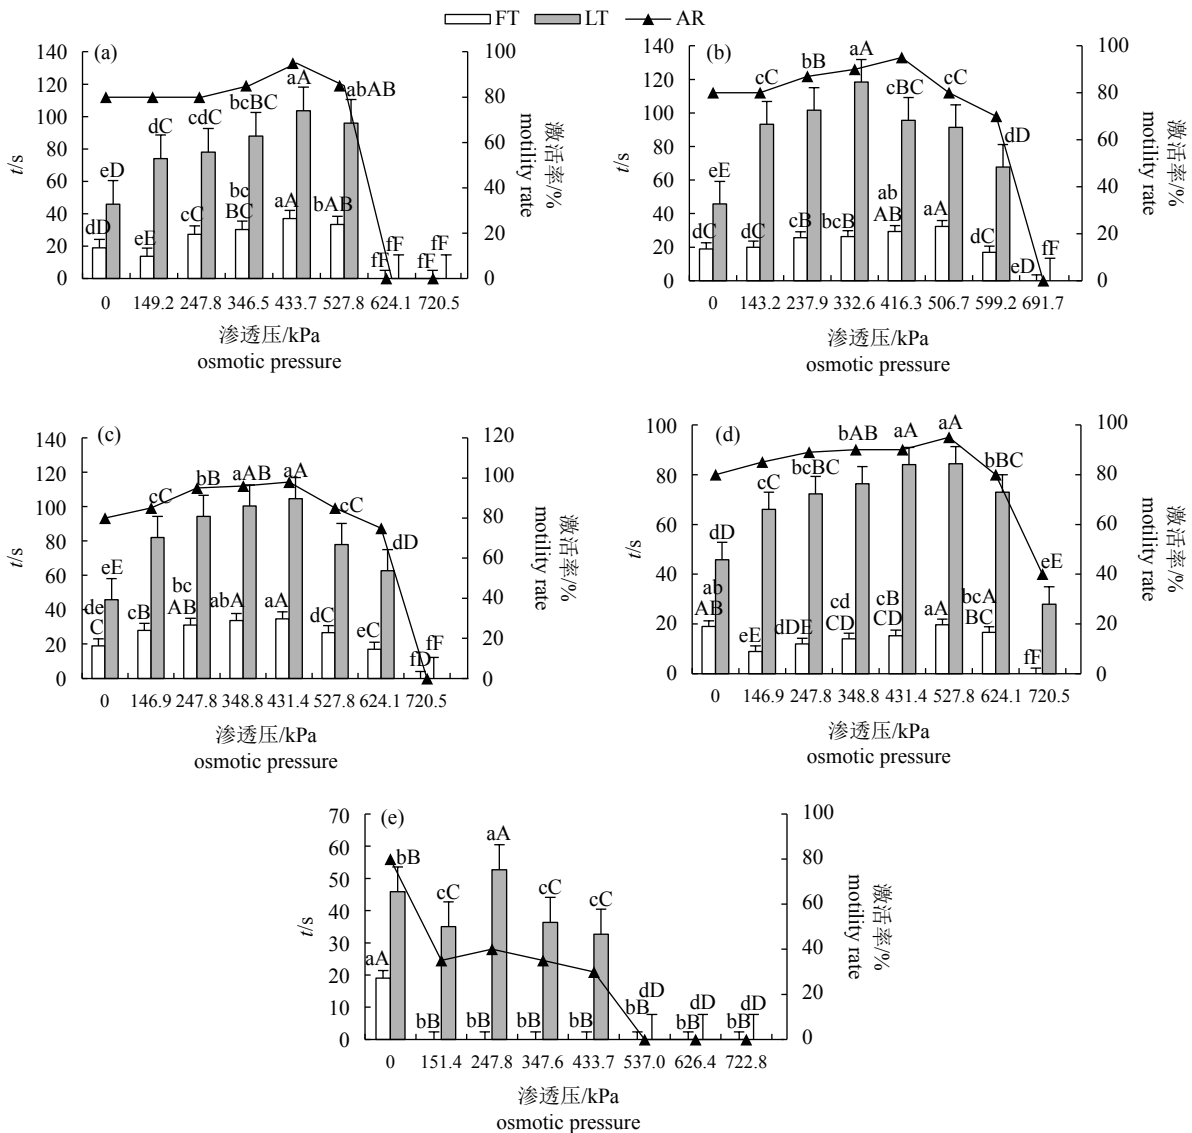 FT LT AR
(a)
140
120
100
80
60
40
20
0
t/s
eD
dD
dC
eE
cdC
cC
bcBC
bc
BC
aA
aA
abAB
bAB
fF
fF
fF
fF
100
80
60
40
20
0
激活率/%
motility rate
0 149.2 247.8 346.5 433.7 527.8 624.1 720.5
渗透压/kPa
osmotic pressure
(b)
140
120
100
80
60
40
20
0
t/s
eE
dC
cC
dC
bB
cB
aA
bcB
cBC
ab
AB
cC
aA
dD
dC
fF
eD
100
80
60
40
20
0
激活率/%
motility rate
0 143.2 237.9 332.6 416.3 506.7 599.2 691.7
渗透压/kPa
osmotic pressure
(c)
140
120
100
80
60
40
20
0
t/s
eE
de
C
cC
cB
bB
bc
AB
aAB
abA
aA
aA
cC
dC
dD
eC
fF
fD
120
100
80
60
40
20
0
激活率/%
motility rate
0 146.9 247.8 348.8 431.4 527.8 624.1 720.5
渗透压/kPa
osmotic pressure
(d)
100
80
60
40
20
0
t/s
dD
ab
AB
cC
eE
bcBC
dDE
bAB
cd
CD
aA
cB
CD
aA
aA
bBC
bcA
BC
eE
fF
100
80
60
40
20
0
激活率/%
motility rate
0 146.9 247.8 348.8 431.4 527.8 624.1 720.5
渗透压/kPa
osmotic pressure
(e)
70
60
50
40
30
20
10
0
t/s
bB
aA
cC
bB
aA
bB
cC
bB
cC
bB
dD
bB
dD
bB
dD
bB
100
80
60
40
20
0
激活率/%
motility rate
0 151.4 247.8 347.6 433.7 537.0 626.4 722.8
渗透压/kPa
osmotic pressure